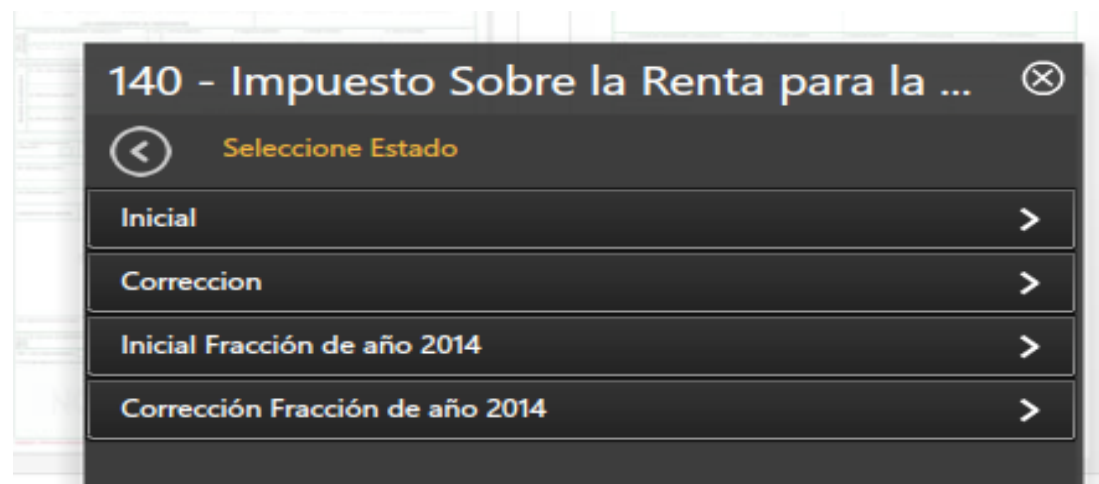 140 - Impuesto Sobre la Renta para la ...
Seleccione Estado
Inicial
Correccion
Inicial Fracción de año 2014
Corrección Fracción de año 2014